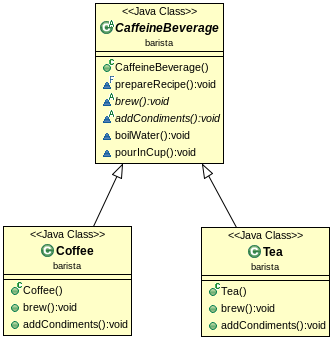 <<Java Class>>
CaffeineBeverage
barista
CaffeineBeverage()
prepareRecipe():void
brew():void
addCondiments():void
boilWater():void
pourInCup():void
<<Java Class>>
Coffee
barista
Coffee()
brew():void
addCondiments():void
<<Java Class>>
Tea
barista
Tea()
brew():void
addCondiments():void